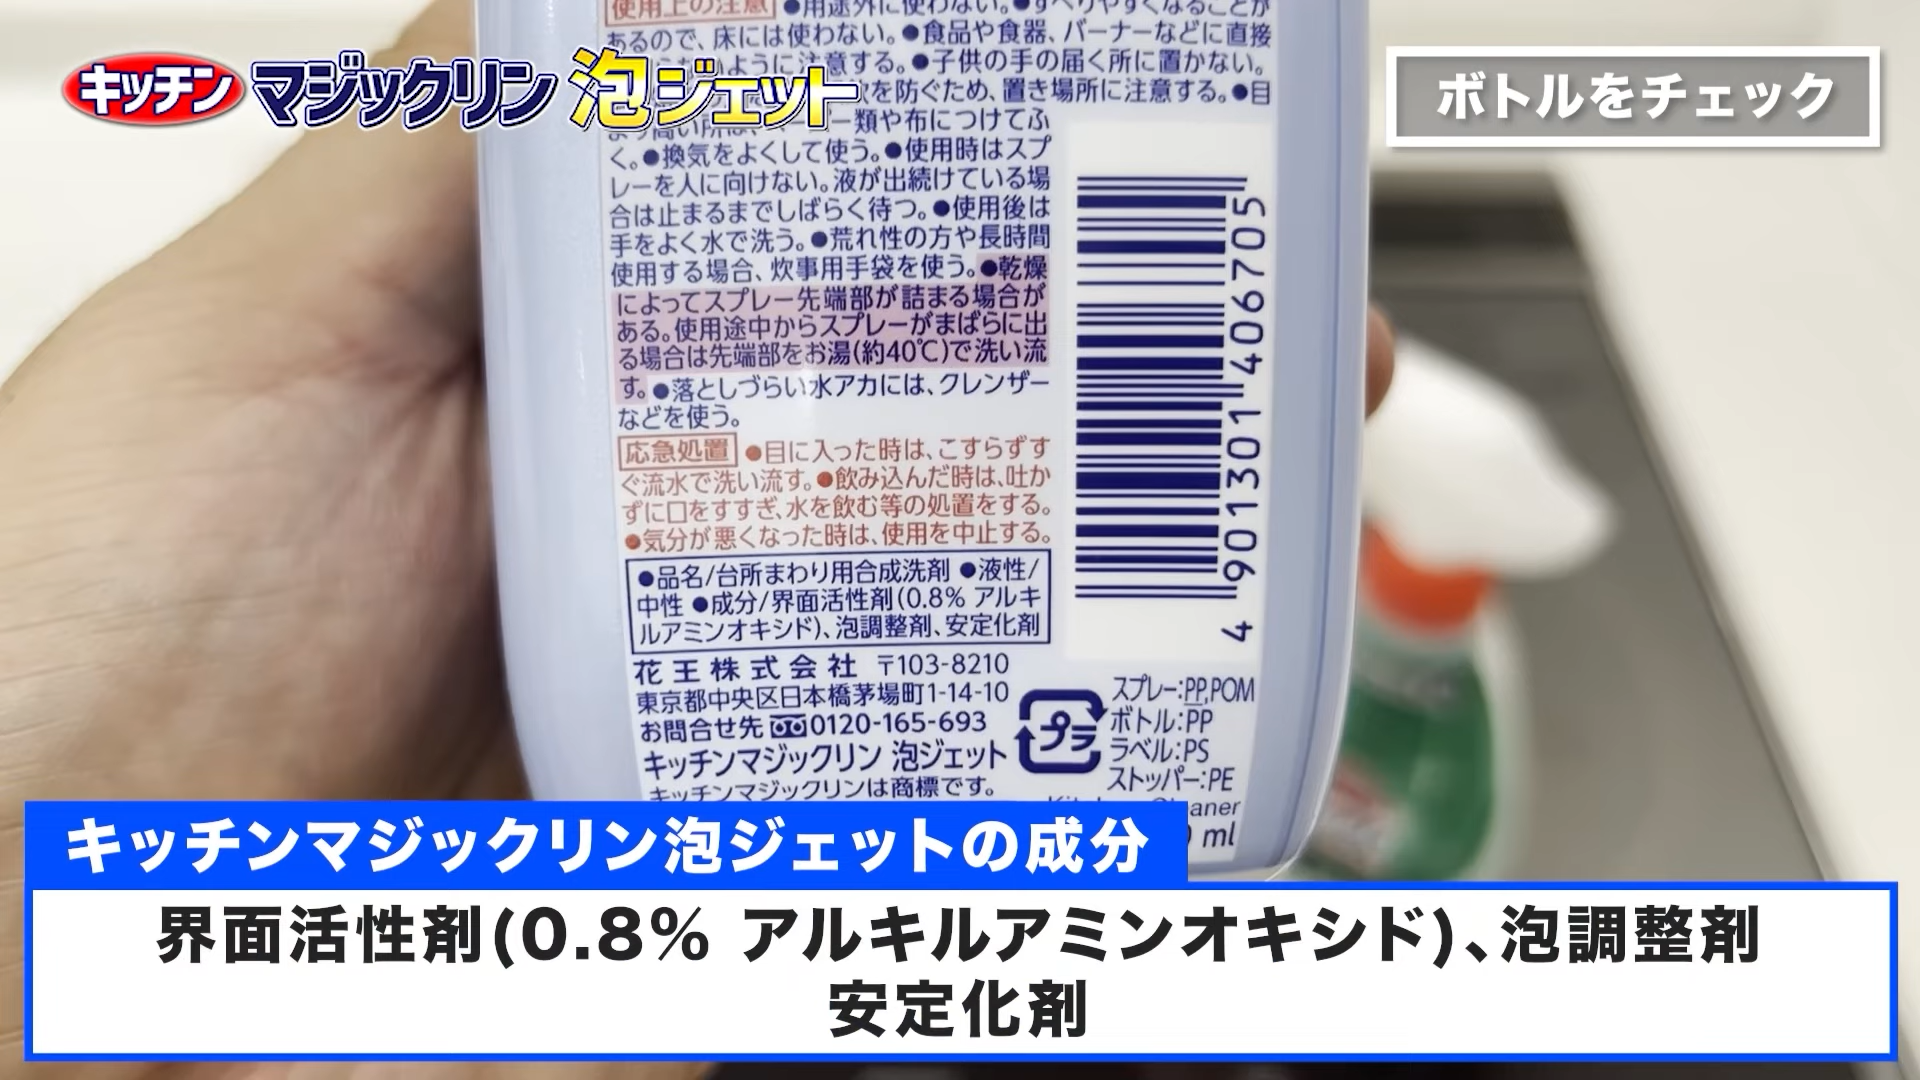 使用上の注意 ●用途外に使わない。●すべりやすくなることが
あるので、床には使わない。●食品や食器、バーナーなどに直接
ように注意する。●子供の手の届く所に置かない。
を防ぐため、置き場所に注意する。●目
類や布につけてふ
く。●換気をよくして使う。●使用時はスプ
レーを人に向けない。液が出続けている場
合は止まるまでしばらく待つ。●使用後は
手をよく水で洗う。●荒れ性の方や長時間
使用する場合、炊事用手袋を使う。●乾燥
によってスプレー先端部が詰まる場合が
ある。使用途中からスプレーがまばらに出
る場合は先端部をお湯(約40℃)で洗い流
す。●落としづらい水アカには、クレンザー
などを使う。
応急処置 ●目に入った時は、こすらずす
ぐ流水で洗い流す。●飲み込んだ時は、吐か
ずに口をすすぎ、水を飲む等の処置をする。
●気分が悪くなった時は、使用を中止する。
●品名/台所まわり用合成洗剤 ●液性/
中性 ●成分/界面活性剤(0.8% アルキ
ルアミンオキシド)、泡調整剤、安定化剤
花王株式会社 〒103-8210
東京都中央区日本橋茅場町1-14-10
お問合せ先 0120-165-693
キッチンマジックリン 泡ジェット
キッチンマジックリンは商標です。
4 901301 406705
プラ
スプレー:PP,POM
ボトル:PP
ラベル:PS
ストッパー:PE
ml
キッチン マジックリン 泡ジェット
ボトルをチェック
キッチンマジックリン泡ジェットの成分
界面活性剤(0.8% アルキルアミンオキシド)、泡調整剤
安定化剤